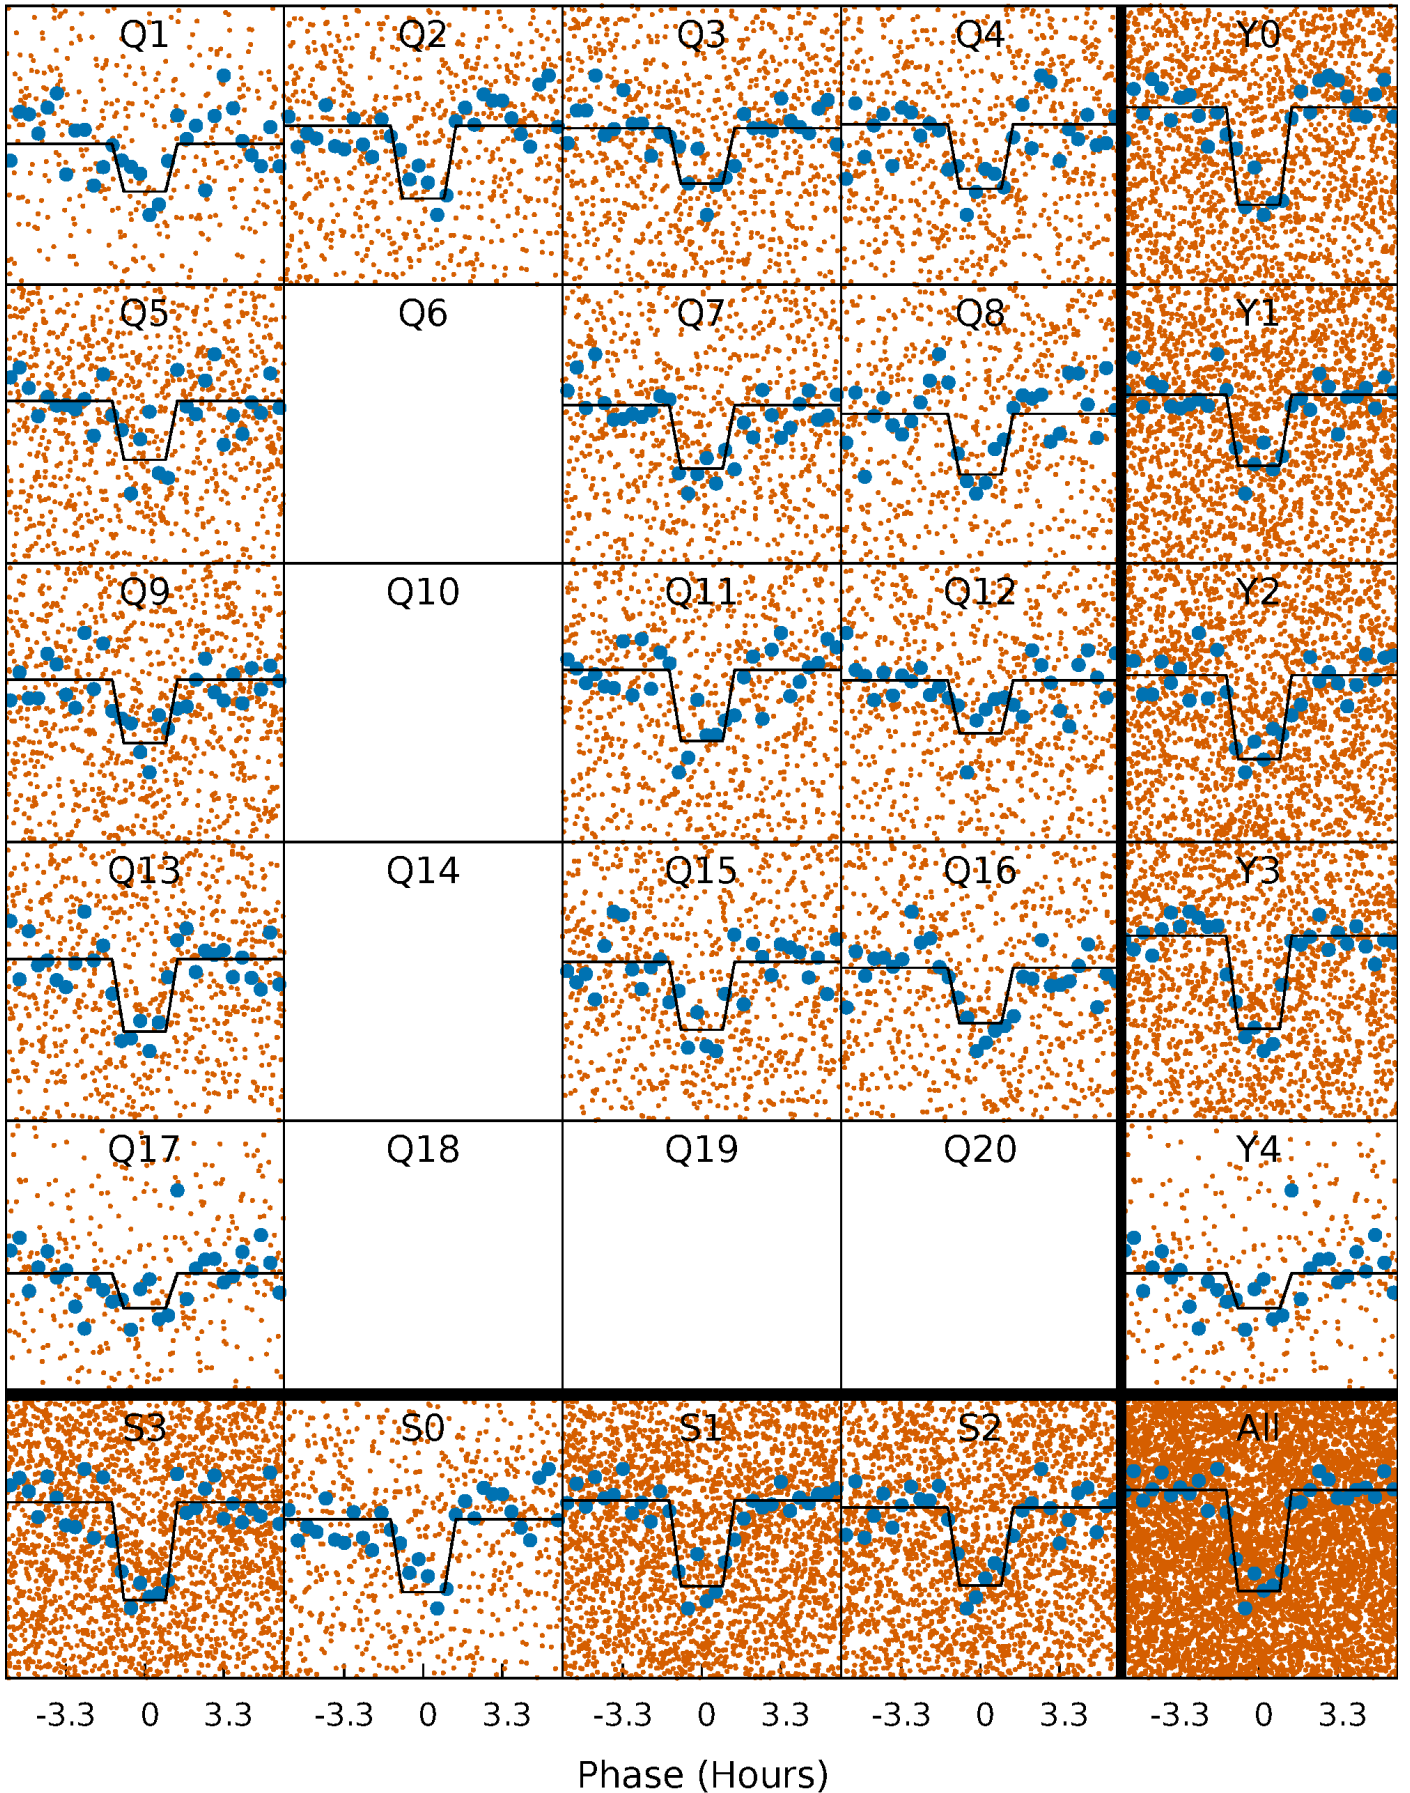 Q1 Q2 Q3 Q4 Y0
Q5 Q6 Q7 Q8 Y1
Q9 Q10 Q11 Q12 Y2
Q13 Q14 Q15 Q16 Y3
Q17 Q18 Q19 Q20 Y4
S3 S0 S1 S2 All
-3.3 0 3.3 -3.3 0 3.3 -3.3 0 3.3 -3.3 0 3.3 -3.3 0 3.3
Phase (Hours)